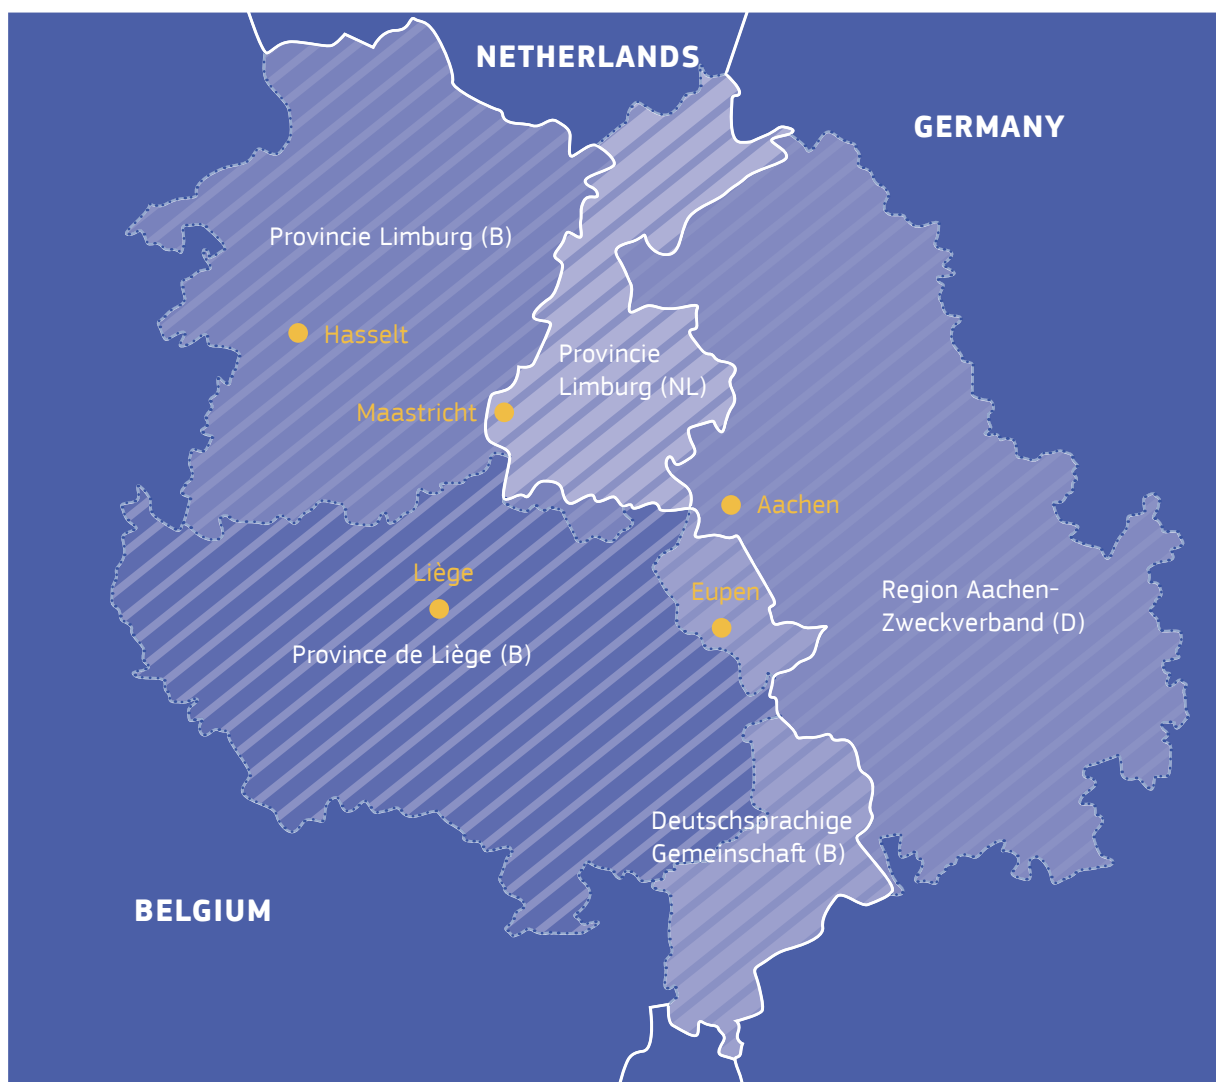 NETHERLANDS
GERMANY
Provincie Limburg (B)
Hasselt
Provincie
Limburg (NL)
Maastricht
Aachen
Liège
Eupen
Region Aachen-
Zweckverband (D)
Province de Liège (B)
Deutschsprachige
Gemeinschaft (B)
BELGIUM